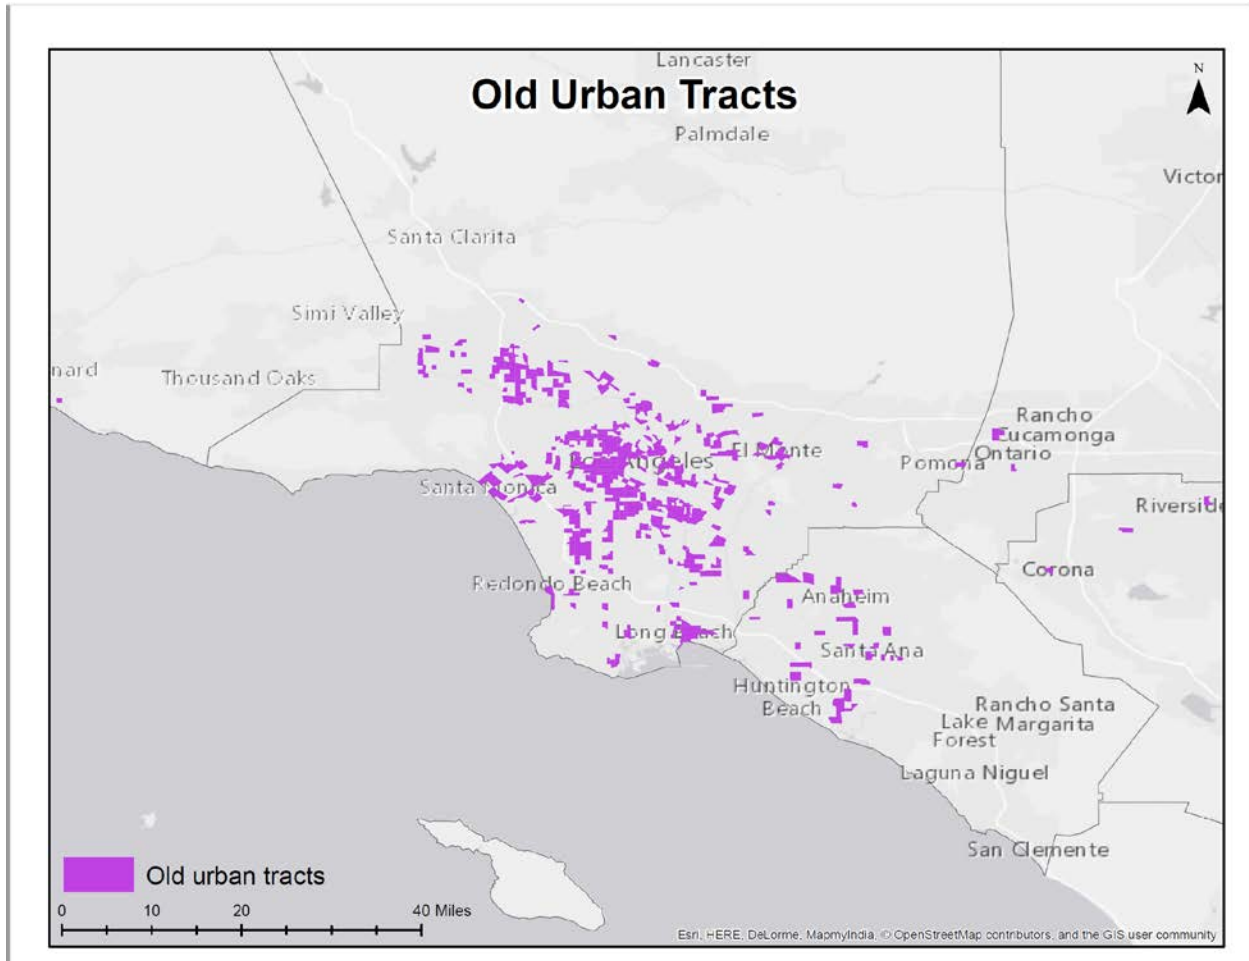 Lancaster
Old Urban Tracts
N
Palmdale
Victor
Santa Clarita
Simi Valley
nard
Thousand Oaks
Rancho
Cucamonga
El Monte
Ontario
Los Angeles
Pomona
Santa Monica
Riverside
Corona
Redondo Beach
Anaheim
Long Beach
Santa Ana
Huntington
Beach
Rancho Santa
Margarita
Lake
Forest
Laguna Niguel
San Clemente
Old urban tracts
0 10 20 40 Miles
Esri, HERE, DeLorme, MapmyIndia, © OpenStreetMap contributors, and the GIS user community